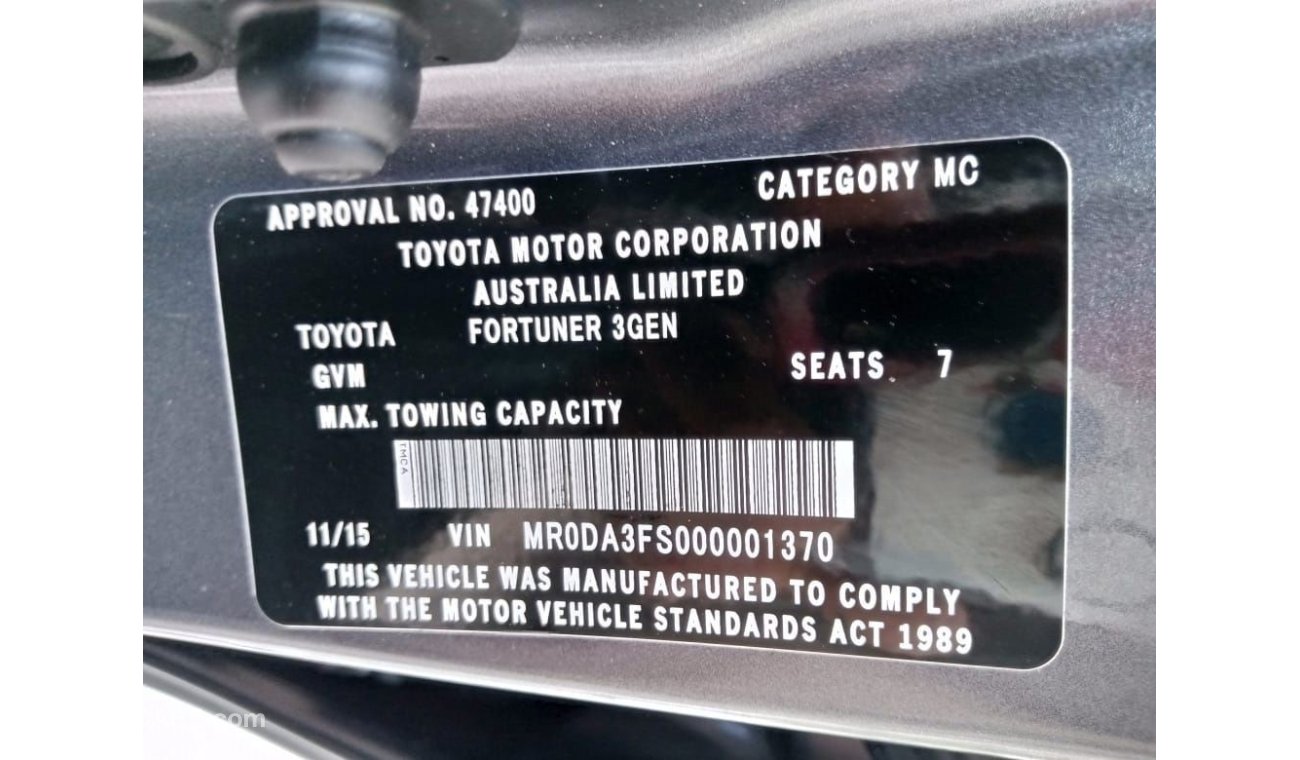 APPROVAL NO. 47400 CATEGORY MC
TOYOTA MOTOR CORPORATION
AUSTRALIA LIMITED
TOYOTA FORTUNER 3GEN
GVM SEATS 7
MAX. TOWING CAPACITY
TMCA
11/15 VIN MR0DA3FS000001370
THIS VEHICLE WAS MANUFACTURED TO COMPLY
WITH THE MOTOR VEHICLE STANDARDS ACT 1989